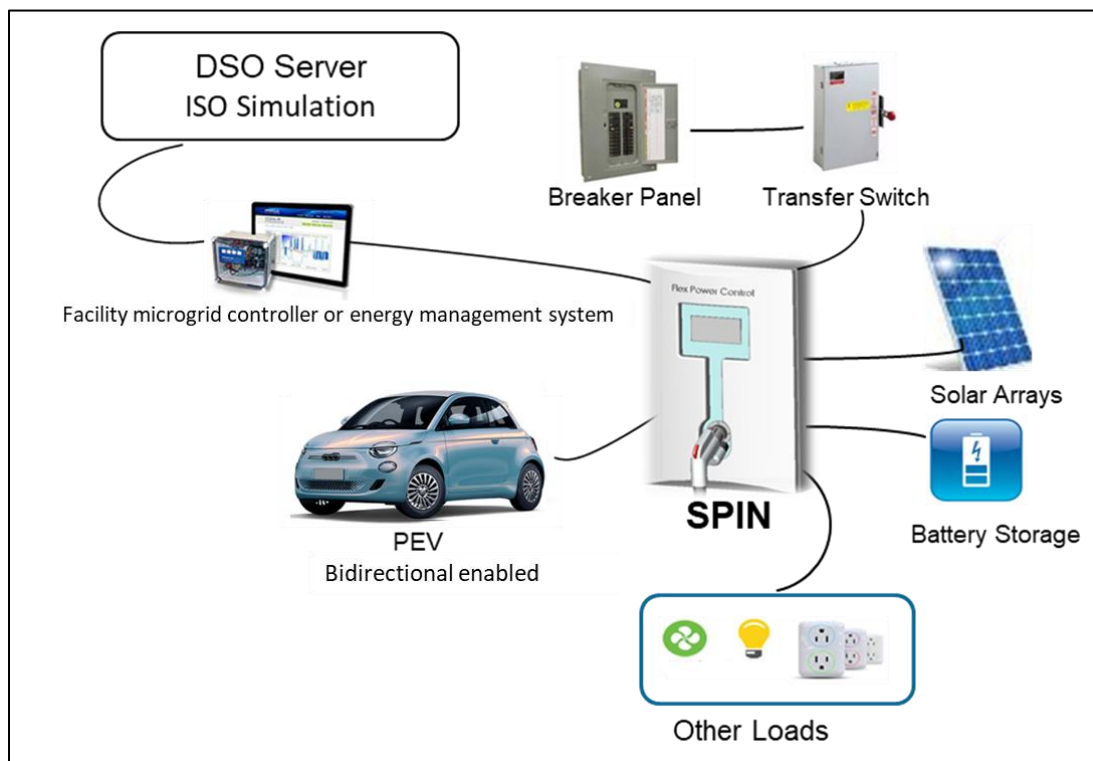 DSO Server
ISO Simulation
Breaker Panel
Transfer Switch
Facility microgrid controller or energy management system
Flex Power Control
Solar Arrays
SPIN
Battery Storage
PEV
Bidirectional enabled
Other Loads